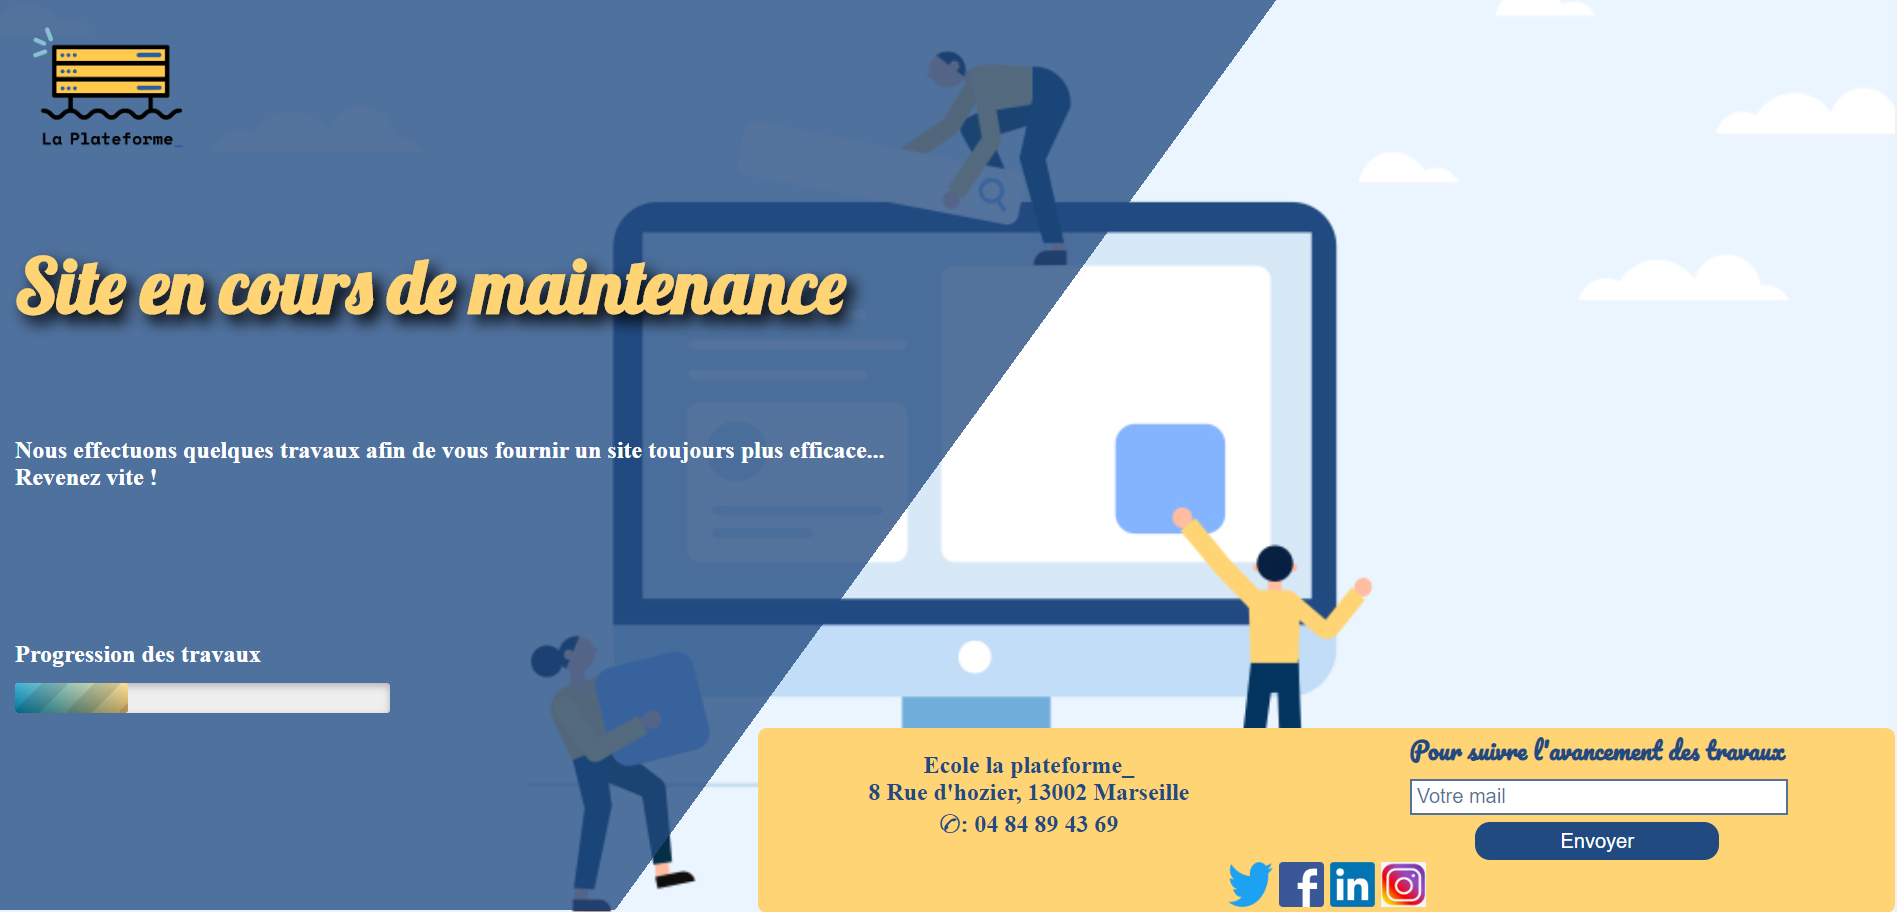 La Plateforme_
Site en cours de maintenance
Nous effectuons quelques travaux afin de vous fournir un site toujours plus efficace...
Revenez vite !
Progression des travaux
Ecole la plateforme_
8 Rue d'hozier, 13002 Marseille
✆: 04 84 89 43 69
Pour suivre l'avancement des travaux
Votre mail
Envoyer